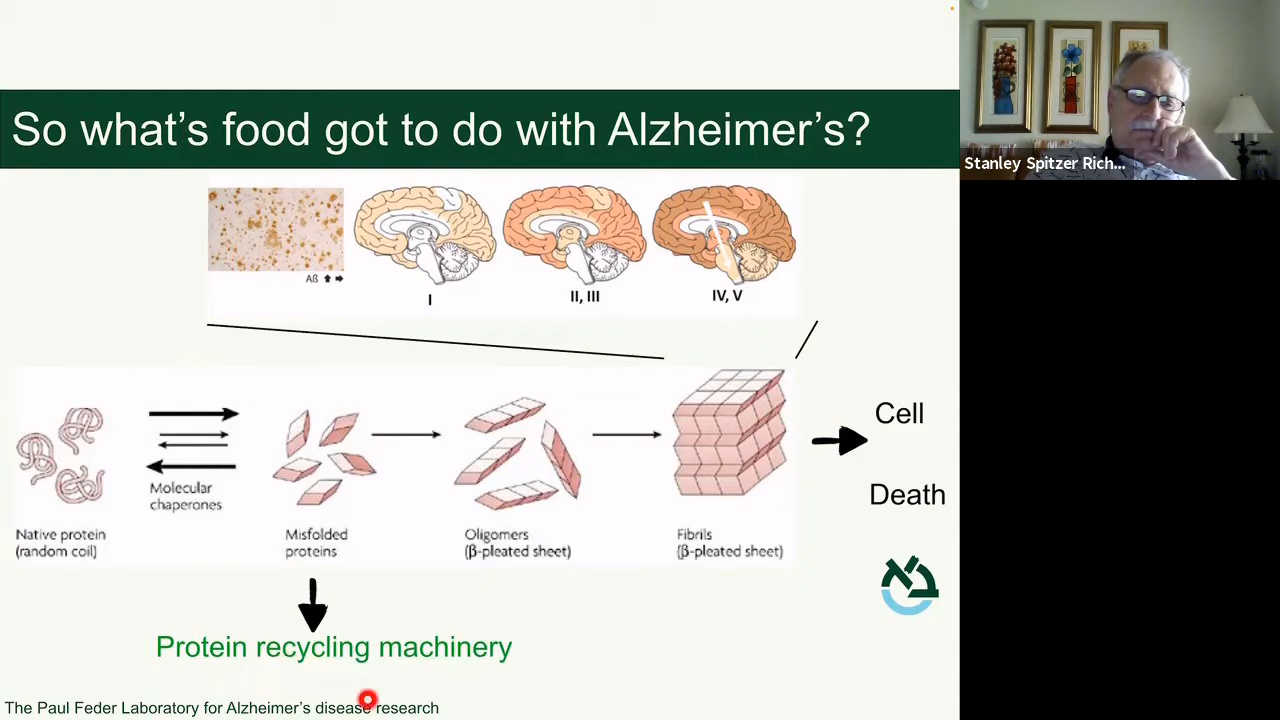 So what's food got to do with Alzheimer's?
Stanley Spitzer Rich...
Aß
I
II, III
IV, V
Molecular
chaperones
Native protein
(random coil)
Misfolded
proteins
Oligomers
(β-pleated sheet)
Fibrils
(β-pleated sheet)
Cell
Death
Protein recycling machinery
The Paul Feder Laboratory for Alzheimer's disease research